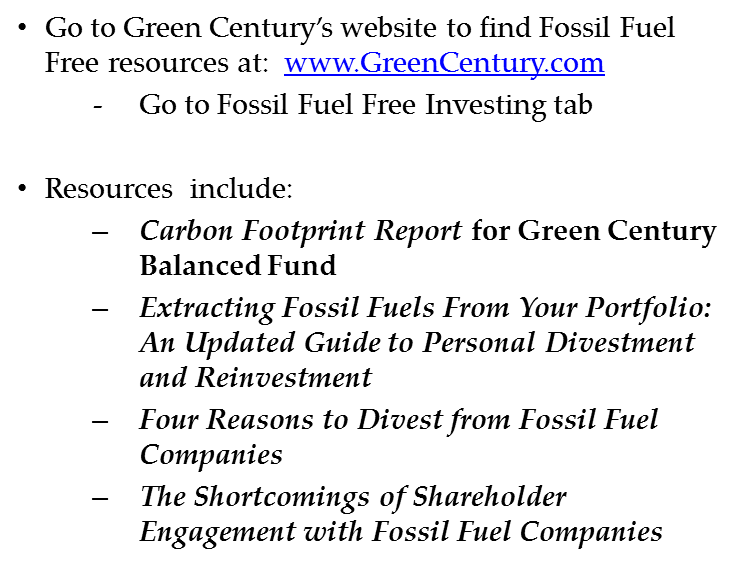 • Go to Green Century's website to find Fossil Fuel
Free resources at: www.GreenCentury.com
- Go to Fossil Fuel Free Investing tab
• Resources include:
– Carbon Footprint Report for Green Century
Balanced Fund
– Extracting Fossil Fuels From Your Portfolio:
An Updated Guide to Personal Divestment
and Reinvestment
– Four Reasons to Divest from Fossil Fuel
Companies
– The Shortcomings of Shareholder
Engagement with Fossil Fuel Companies